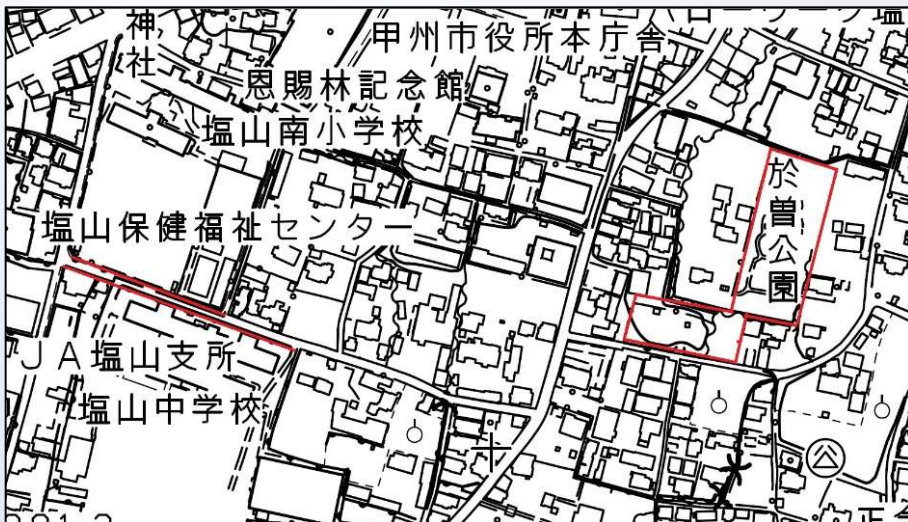 神社
甲州市役所本庁舎
恩賜林記念館
塩山南小学校
於曽公園
塩山保健福祉センター
JA塩山支所
塩山中学校